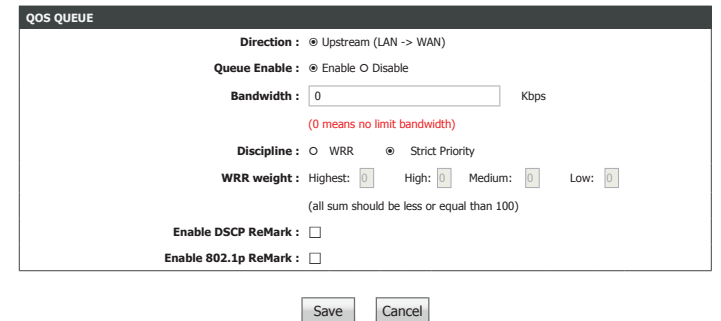 QOS QUEUE
Direction : Upstream (LAN -> WAN)
Queue Enable : Enable Disable
Bandwidth : 0 Kbps
(0 means no limit bandwidth)
Discipline : WRR Strict Priority
WRR weight : Highest: 0 High: 0 Medium: 0 Low: 0
(all sum should be less or equal than 100)
Enable DSCP ReMark :
Enable 802.1p ReMark :
Save Cancel